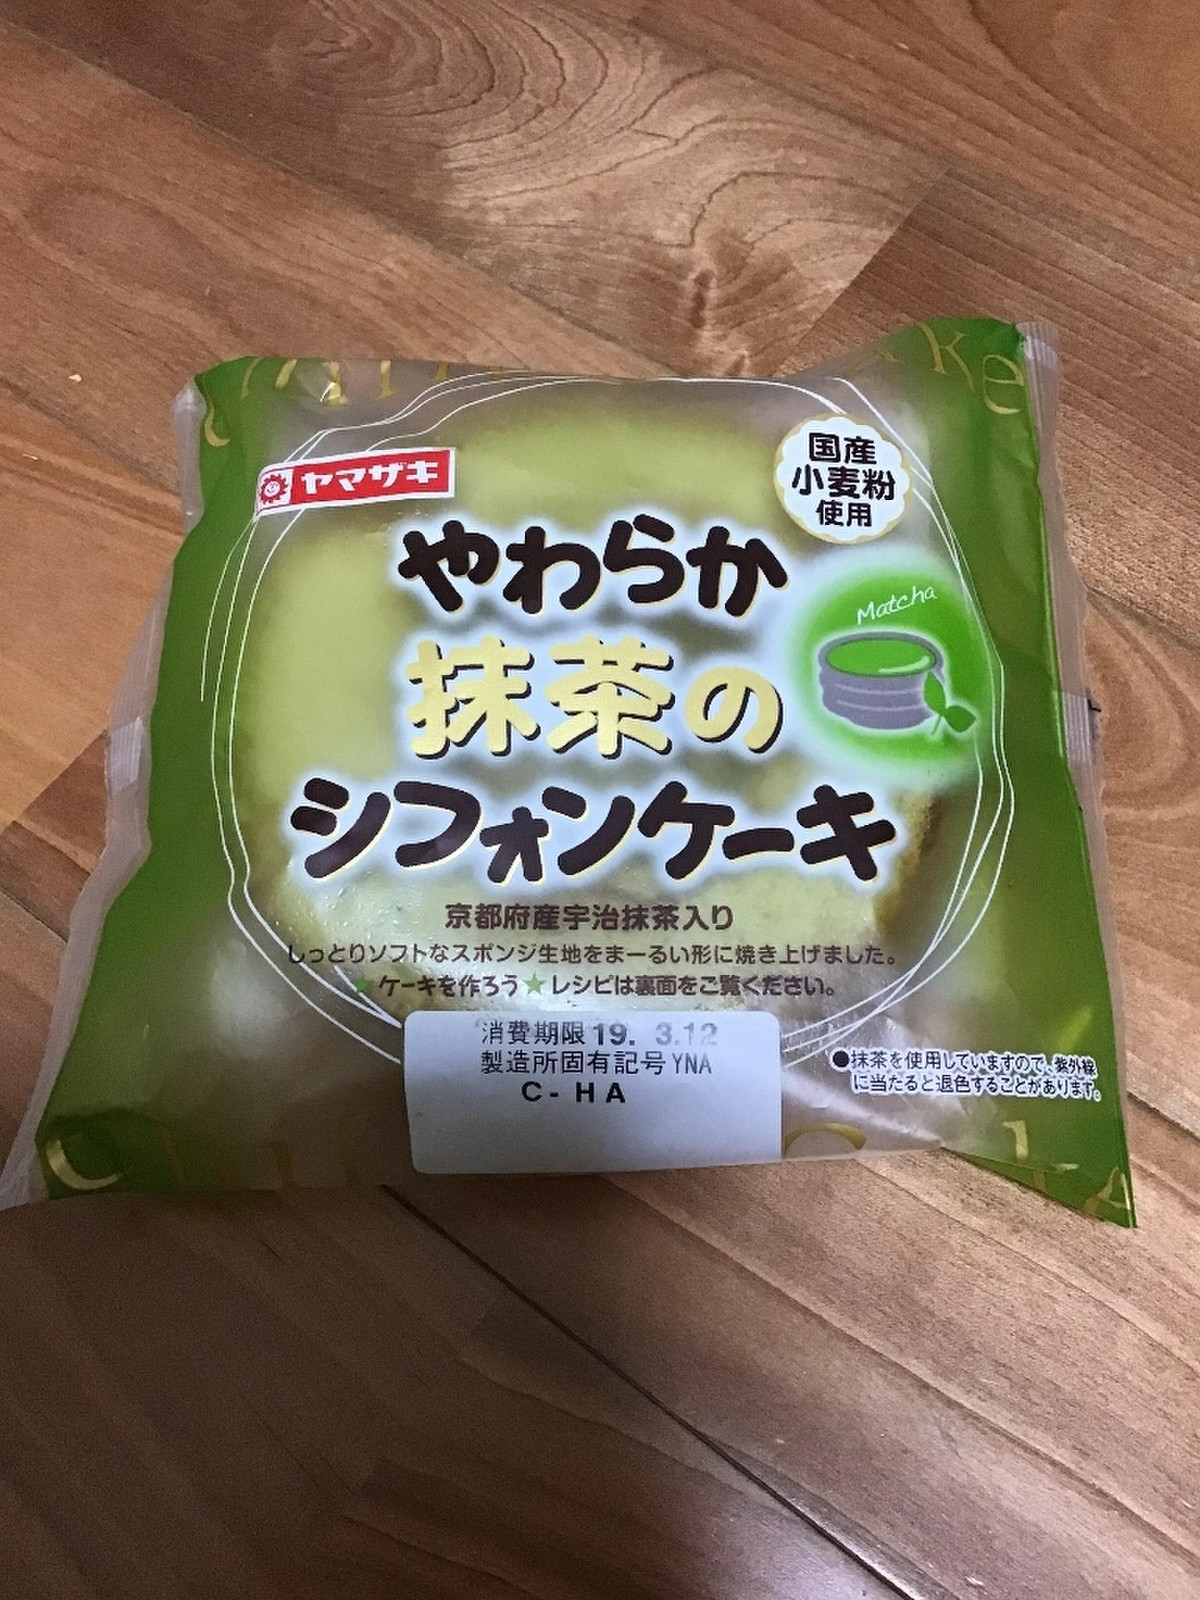 ヤマザキ
国産
小麦粉
使用
やわらか
抹茶の
シフォンケーキ
Matcha
京都府産宇治抹茶入り
しっとりソフトなスポンジ生地をまーるい形に焼き上げました。
★ケーキを作ろう★レシピは裏面をご覧ください。
消費期限 19. 3.12
製造所固有記号 YNA
C-HA
●抹茶を使用していますので、紫外線
に当たると退色することがあります。